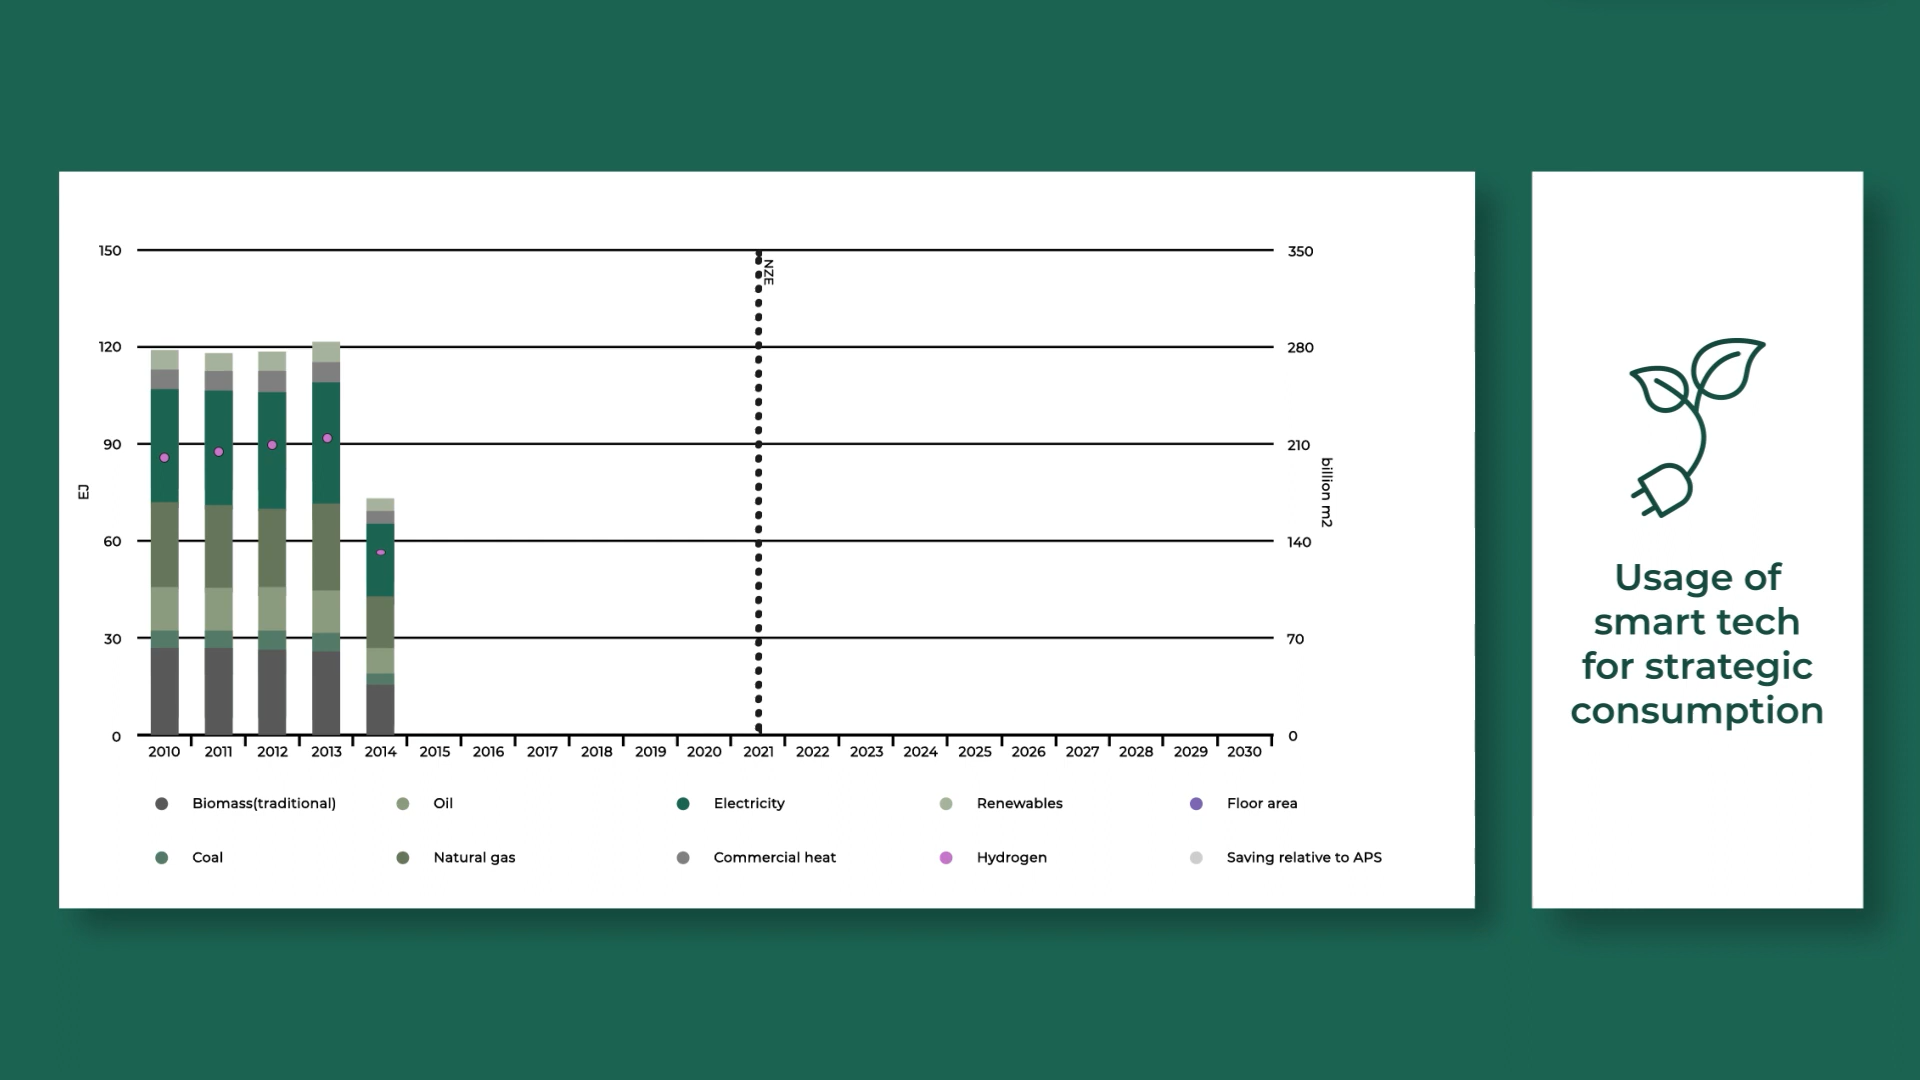 150
120
90
60
30
0
EJ
350
280
210
140
70
0
billion m2
NZE
2010 2011 2012 2013 2014 2015 2016 2017 2018 2019 2020 2021 2022 2023 2024 2025 2026 2027 2028 2029 2030
Biomass(traditional) Oil Electricity Renewables Floor area
Coal Natural gas Commercial heat Hydrogen Saving relative to APS
Usage of
smart tech
for strategic
consumption